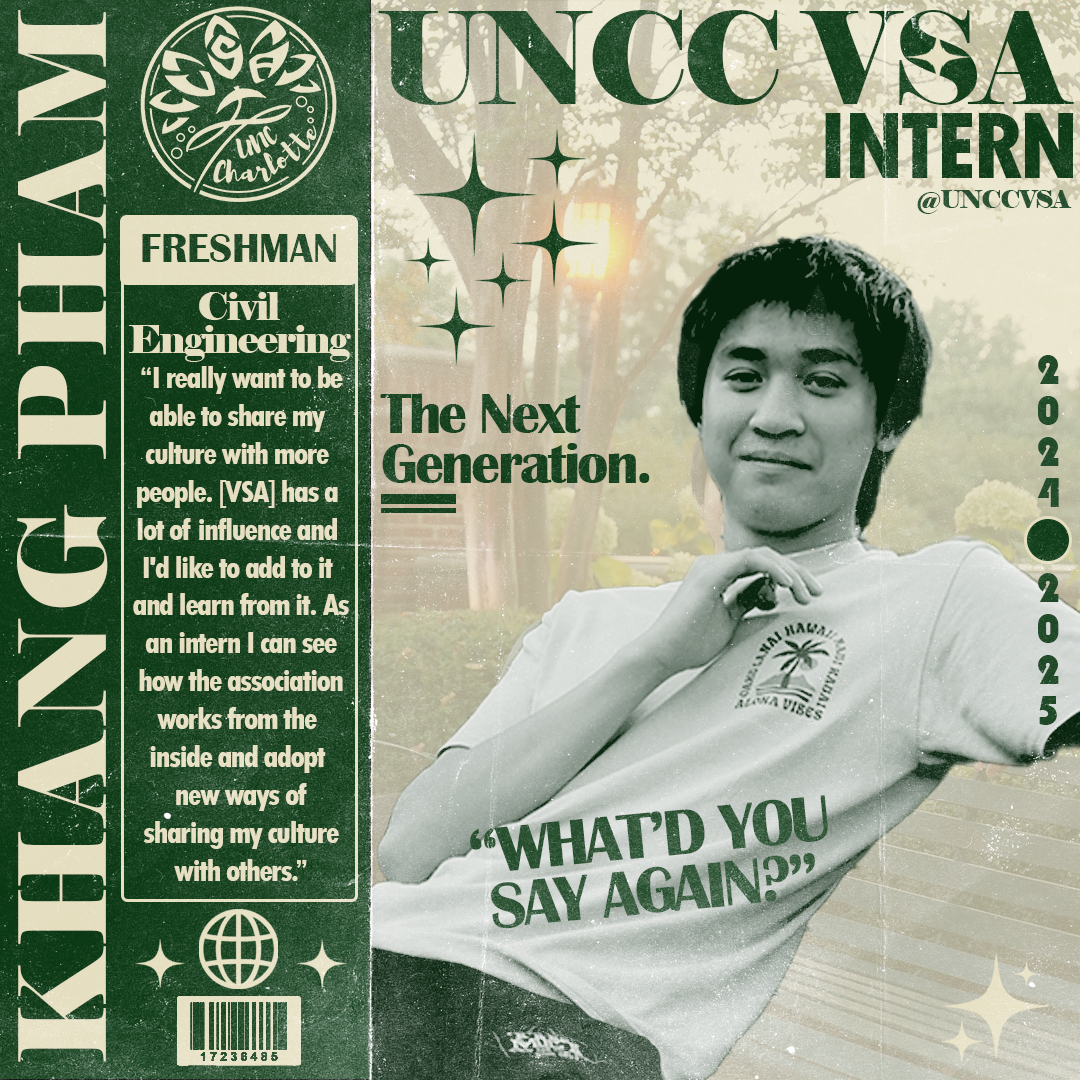 KHANG PHAM
UVSA
UNC
Charlotte
FRESHMAN
Civil
Engineering
“I really want to be
able to share my
culture with more
people. [VSA] has a
lot of influence and
I'd like to add to it
and learn from it. As
an intern I can see
how the association
works from the
inside and adopt
new ways of
sharing my culture
with others.”
17236485
UNCC VSA
INTERN
@UNCCVSA
The Next
Generation.
2024
2025
ALOHA VIBES
“WHAT’D YOU
SAY AGAIN?”